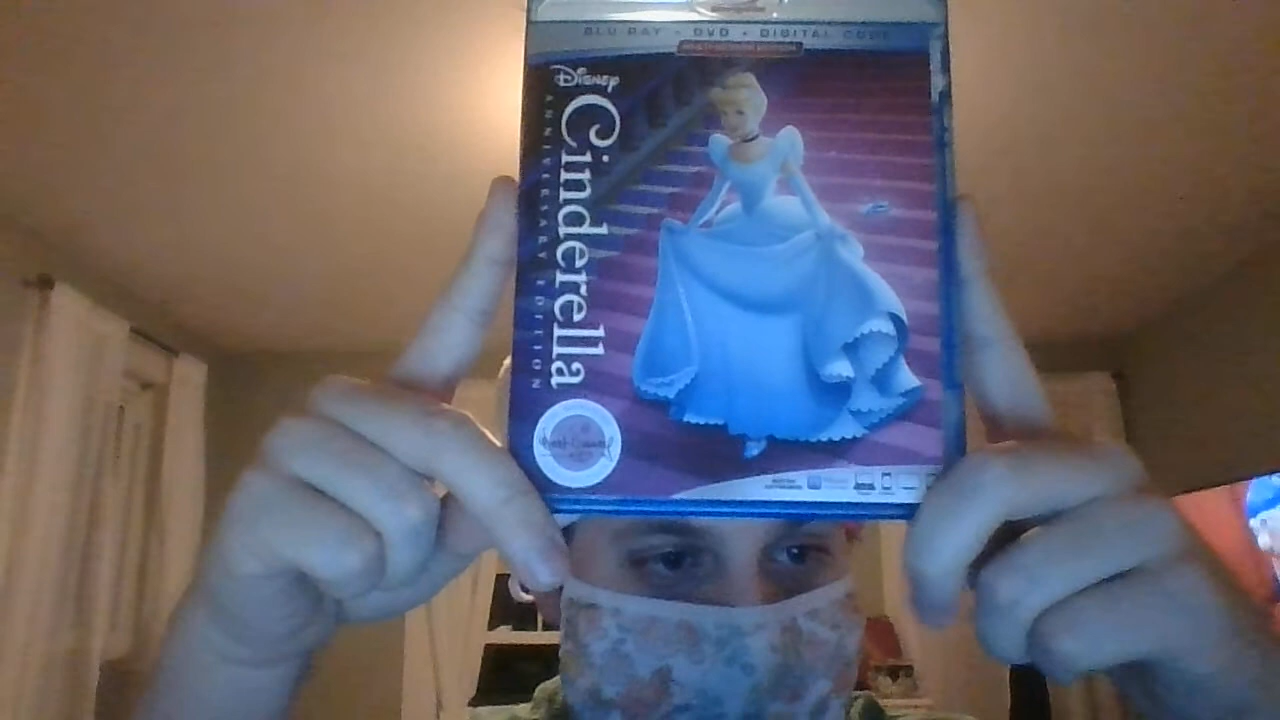 BLU-RAY + DVD + DIGITAL CODE
Disney
Cinderella
ANNIVERSARY EDITION